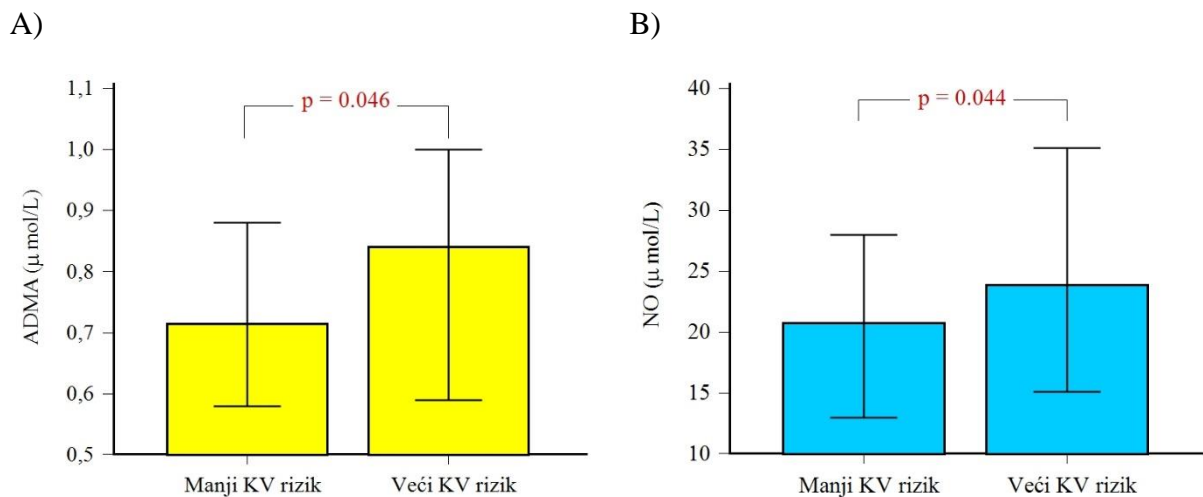 A)
ADMA (µ mol/L)
1,1
1,0
0,9
0,8
0,7
0,6
0,5
p = 0.046
Manji KV rizik
Veći KV rizik
B)
NO (µ mol/L)
40
35
30
25
20
15
10
p = 0.044
Manji KV rizik
Veći KV rizik